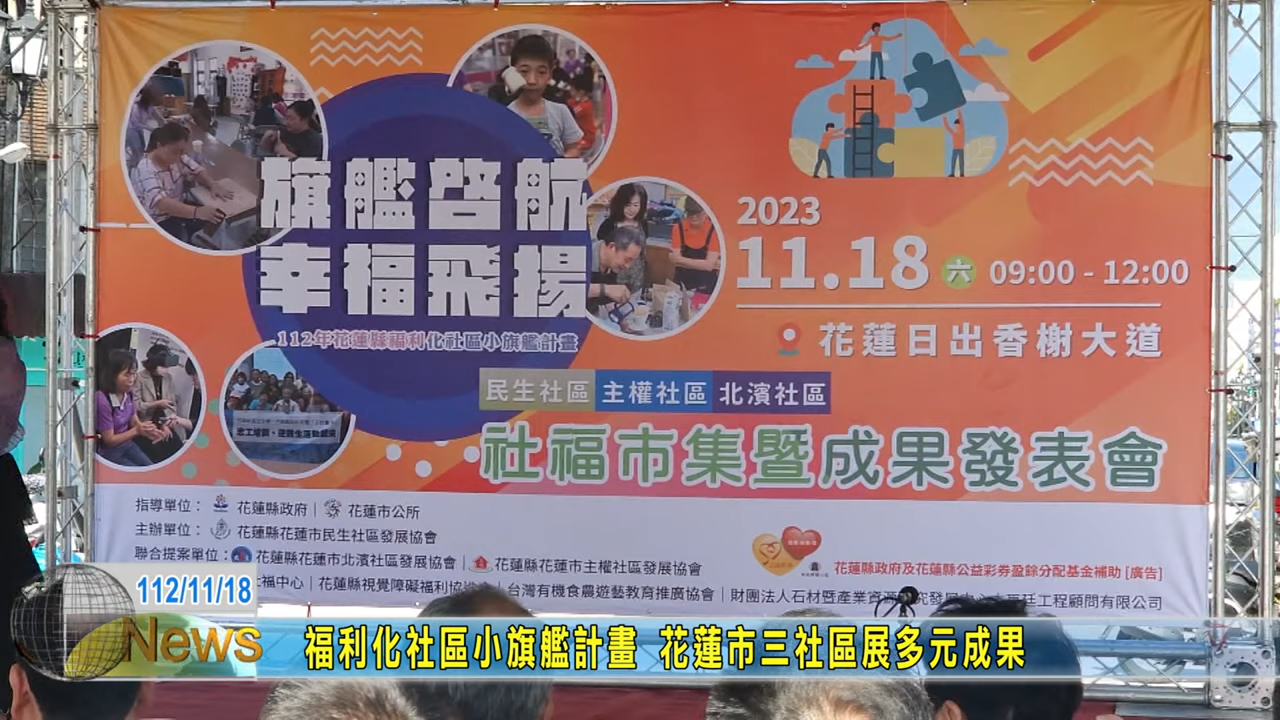 旗艦啓航
幸福飛揚
112年花蓮縣福利化社區小旗艦計畫
2023
11.18 六 09:00 - 12:00
花蓮日出香榭大道
民生社區 主權社區 北濱社區
社福市集暨成果發表會
指導單位： 花蓮縣政府｜ 花蓮市公所
主辦單位： 花蓮縣花蓮市民生社區發展協會
聯合提案單位： 花蓮縣花蓮市北濱社區發展協會｜ 花蓮縣花蓮市主權社區發展協會
花蓮縣政府及花蓮縣公益彩券盈餘分配基金補助 [廣告]
福中心｜花蓮縣視覺障礙福利協進會｜台灣有機食農遊藝教育推廣協會｜財團法人石材暨產業資源 工程顧問有限公司
112/11/18
News
福利化社區小旗艦計畫 花蓮市三社區展多元成果